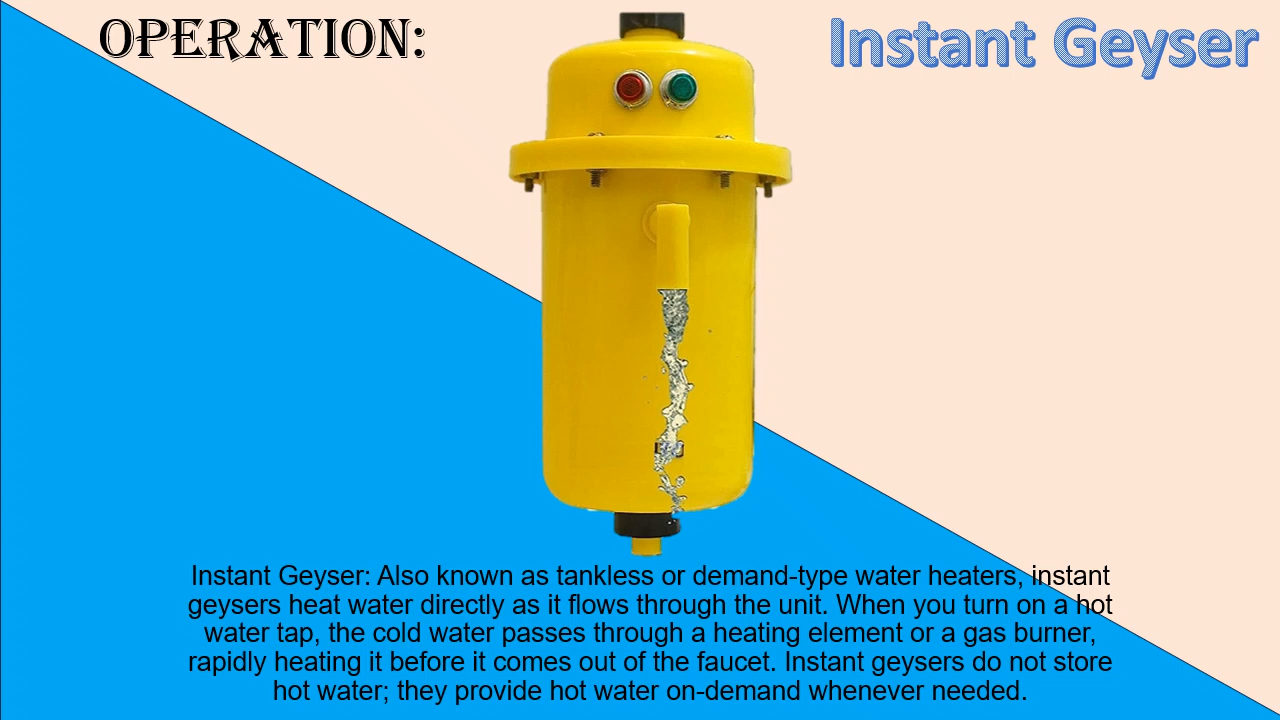 OPERATION:
Instant Geyser
Instant Geyser: Also known as tankless or demand-type water heaters, instant
geysers heat water directly as it flows through the unit. When you turn on a hot
water tap, the cold water passes through a heating element or a gas burner,
rapidly heating it before it comes out of the faucet. Instant geysers do not store
hot water; they provide hot water on-demand whenever needed.